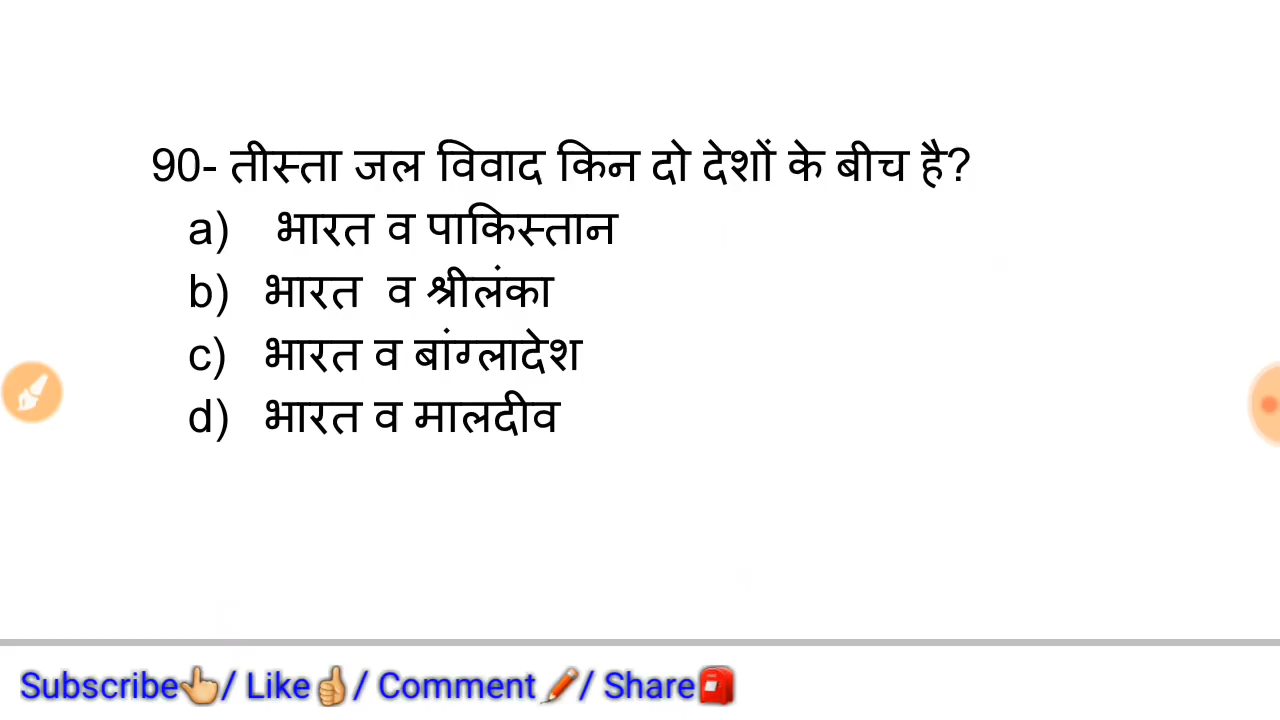 90- तीस्ता जल विवाद किन दो देशों के बीच है?
a) भारत व पाकिस्तान
b) भारत व श्रीलंका
c) भारत व बांग्लादेश
d) भारत व मालदीव
Subscribe👆/ Like👍/ Comment✏️/ Share📮